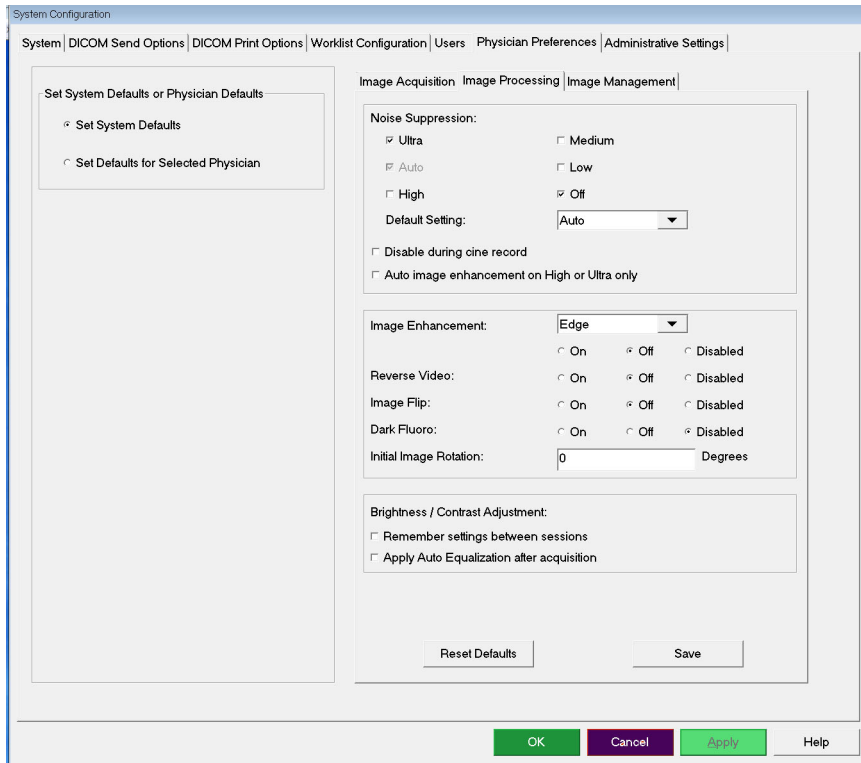 System Configuration
System DICOM Send Options DICOM Print Options Worklist Configuration Users Physician Preferences Administrative Settings
Set System Defaults or Physician Defaults
Set System Defaults
Set Defaults for Selected Physician
Image Acquisition Image Processing Image Management
Noise Suppression:
Ultra Medium
Auto Low
High Off
Default Setting: Auto
Disable during cine record
Auto image enhancement on High or Ultra only
Image Enhancement: Edge
On Off Disabled
Reverse Video: On Off Disabled
Image Flip: On Off Disabled
Dark Fluoro: On Off Disabled
Initial Image Rotation: 0 Degrees
Brightness / Contrast Adjustment:
Remember settings between sessions
Apply Auto Equalization after acquisition
Reset Defaults Save
OK Cancel Apply Help